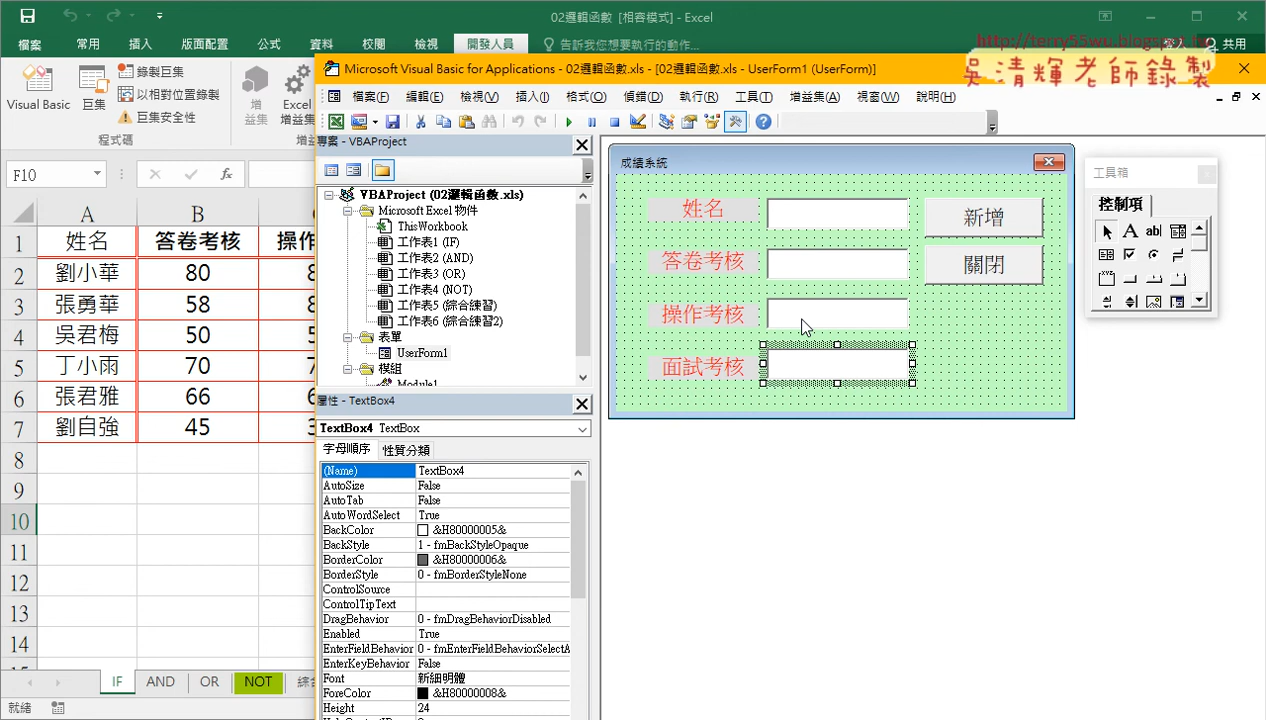 02邏輯函數 [相容模式] - Excel
檔案 常用 插入 版面配置 公式 資料 校閱 檢視 開發人員 告訴我您想要執行的動作... 登入 共用
http://terry55wu.blogspot.tw
吳清輝老師錄製
Visual Basic 巨集 錄製巨集
以相對位置錄製
巨集安全性
程式碼
增益集
Excel 增益集
F10
A B
1 姓名 答卷考核 操作
2 劉小華 80
3 張勇華 58
4 吳君梅 50
5 丁小雨 70
6 張君雅 66
7 劉自強 45
8
9
10
11
12
13
14
IF AND OR NOT
就緒
Microsoft Visual Basic for Applications - 02邏輯函數.xls - [02邏輯函數.xls - UserForm1 (UserForm)]
檔案(F) 編輯(E) 檢視(V) 插入(I) 格式(O) 偵錯(D) 執行(R) 工具(T) 增益集(A) 視窗(W) 說明(H)
專案 - VBAProject
VBAProject (02邏輯函數.xls)
Microsoft Excel 物件
ThisWorkbook
工作表1 (IF)
工作表2 (AND)
工作表3 (OR)
工作表4 (NOT)
工作表5 (綜合練習)
工作表6 (綜合練習2)
表單
UserForm1
模組
Module1
屬性 - TextBox4
TextBox4 TextBox
字母順序 性質分類
(Name) TextBox4
AutoSize False
AutoTab False
AutoWordSelect True
BackColor &H80000005&
BackStyle 1 - fmBackStyleOpaque
BorderColor &H80000006&
BorderStyle 0 - fmBorderStyleNone
ControlSource
ControlTipText
DragBehavior 0 - fmDragBehaviorDisabled
Enabled True
EnterFieldBehavior 0 - fmEnterFieldBehaviorSelectA
EnterKeyBehavior False
Font 新細明體
ForeColor &H80000008&
Height 24
成績系統
姓名 新增
答卷考核 關閉
操作考核
面試考核
工具箱
控制項